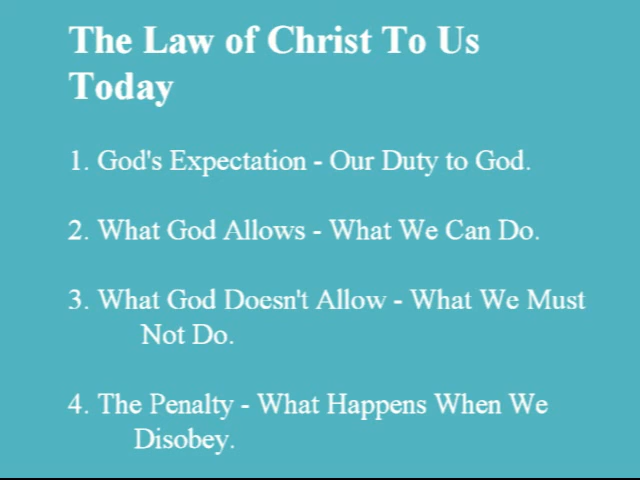 The Law of Christ To Us
Today
1. God's Expectation - Our Duty to God.
2. What God Allows - What We Can Do.
3. What God Doesn't Allow - What We Must
Not Do.
4. The Penalty - What Happens When We
Disobey.